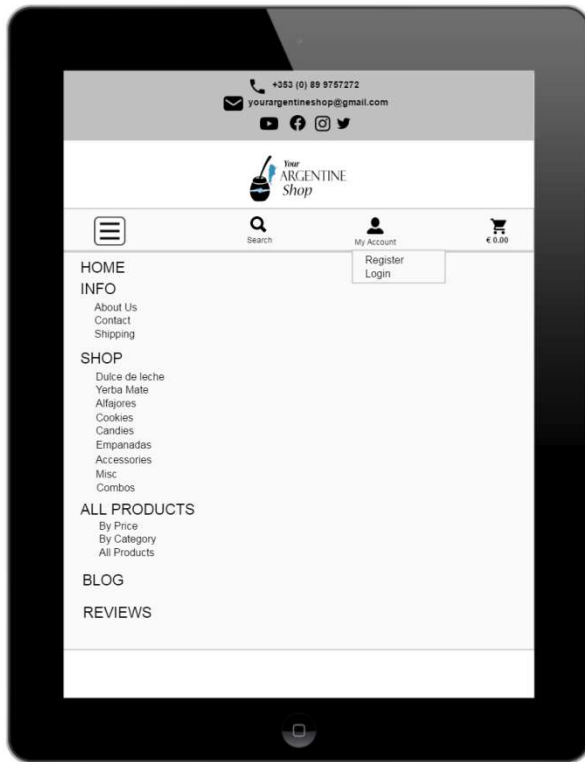 +353 (0) 89 9757272
yourargentineshop@gmail.com
Your
ARGENTINE
Shop
Search
My Account
€ 0.00
Register
Login
HOME
INFO
About Us
Contact
Shipping
SHOP
Dulce de leche
Yerba Mate
Alfajores
Cookies
Candies
Empanadas
Accessories
Misc
Combos
ALL PRODUCTS
By Price
By Category
All Products
BLOG
REVIEWS